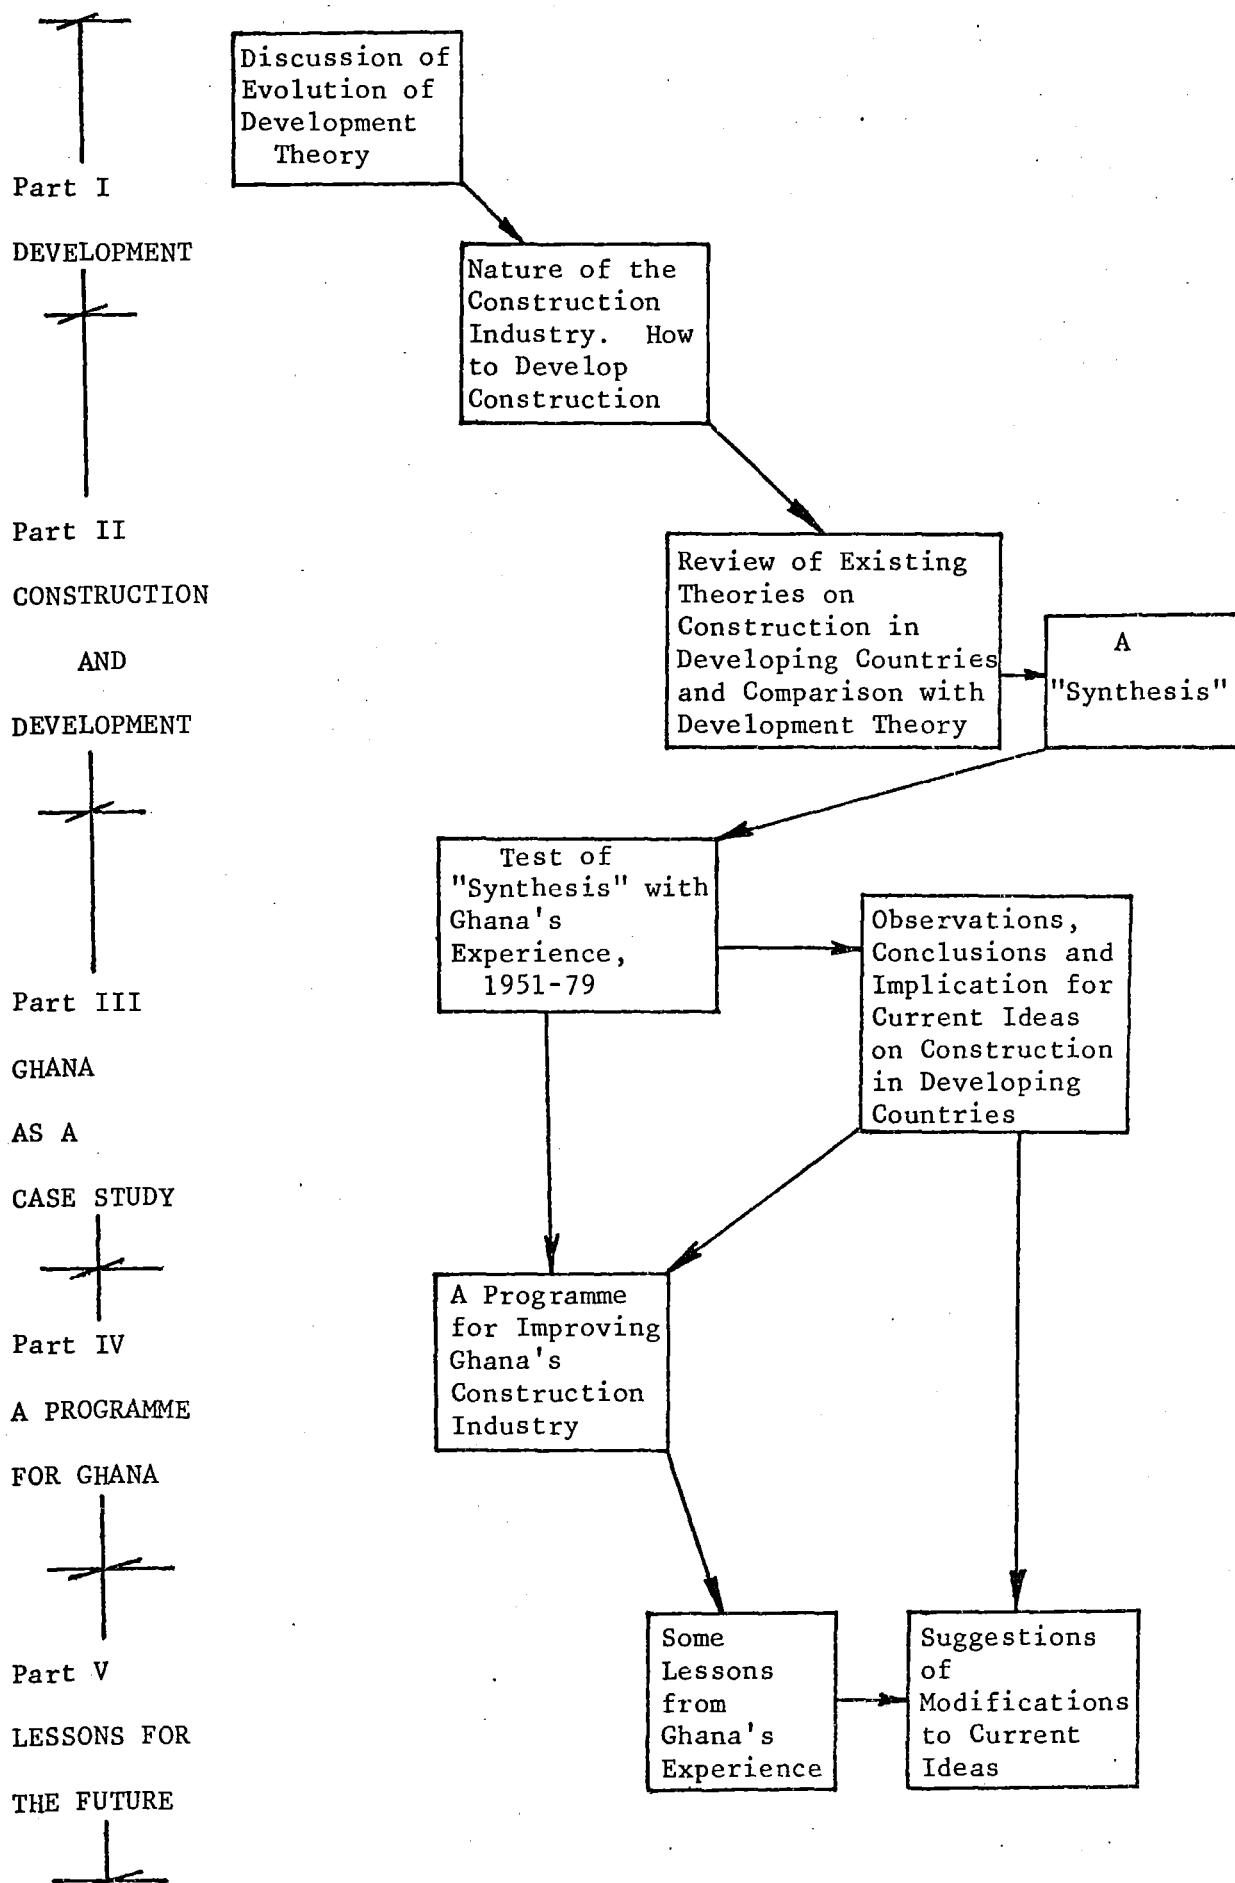 Discussion of
Evolution of
Development
Theory
Part I
DEVELOPMENT
Nature of the
Construction
Industry. How
to Develop
Construction
Part II
CONSTRUCTION
AND
DEVELOPMENT
Review of Existing
Theories on
Construction in
Developing Countries
and Comparison with
Development Theory
A
"Synthesis"
Part III
GHANA
AS A
CASE STUDY
Test of
"Synthesis" with
Ghana's
Experience,
1951-79
Observations,
Conclusions and
Implication for
Current Ideas
on Construction
in Developing
Countries
Part IV
A PROGRAMME
FOR GHANA
A Programme
for Improving
Ghana's
Construction
Industry
Part V
LESSONS FOR
THE FUTURE
Some
Lessons
from
Ghana's
Experience
Suggestions
of
Modifications
to Current
Ideas